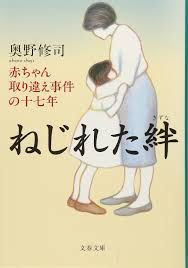 奥野修司
okuno shuji
赤ちゃん
取り違え事件
の十七年
きずな
ねじれた絆
文春文庫